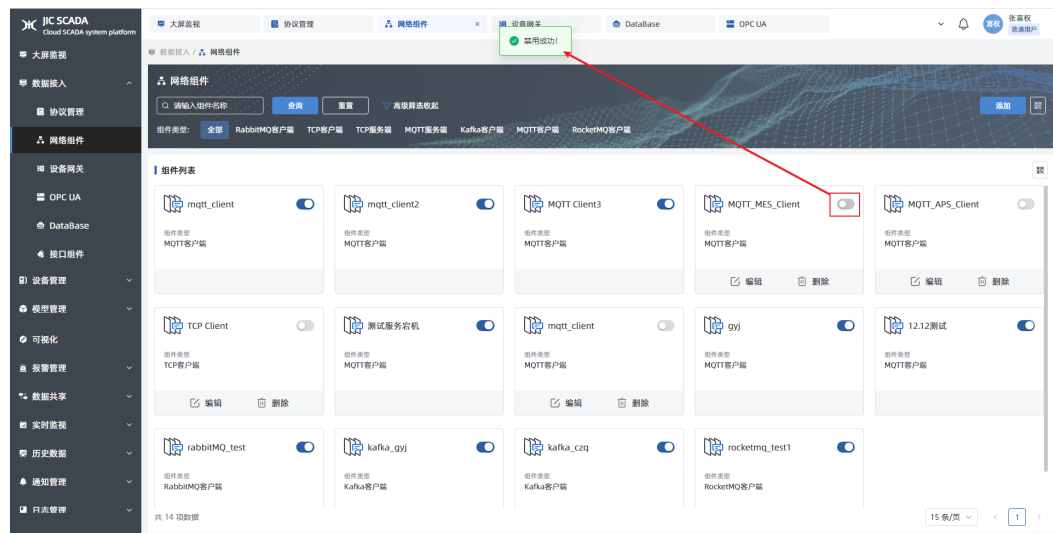 JIC SCADA
Cloud SCADA system platform
大屏监视
协议管理
网络组件
×
设备网关
DataBase
OPC UA
张喜权
喜权
普通用户
禁用成功!
大屏监视
数据接入 / 网络组件
数据接入
协议管理
网络组件
设备网关
OPC UA
DataBase
接口组件
设备管理
模型管理
可视化
报警管理
数据共享
实时监视
历史数据
通知管理
日志管理
网络组件
请输入组件名称
查询
重置
高级筛选收起
添加
组件类型: 全部 RabbitMQ客户端 TCP客户端 TCP服务端 MQTT服务端 Kafka客户端 MQTT客户端 RocketMQ客户端
组件列表
mqtt_client
组件类型
MQTT客户端
mqtt_client2
组件类型
MQTT客户端
MQTT Client3
组件类型
MQTT客户端
MQTT_MES_Client
组件类型
MQTT客户端
编辑 删除
MQTT_APS_Client
组件类型
MQTT客户端
编辑 删除
TCP Client
组件类型
TCP客户端
编辑 删除
测试服务宕机
组件类型
MQTT客户端
mqtt_client
组件类型
MQTT客户端
编辑 删除
gyj
组件类型
MQTT客户端
12.12测试
组件类型
MQTT客户端
rabbitMQ_test
组件类型
RabbitMQ客户端
kafka_gyj
组件类型
Kafka客户端
kafka_czq
组件类型
Kafka客户端
rocketmq_test1
组件类型
RocketMQ客户端
共 14 项数据
15 条/页
1